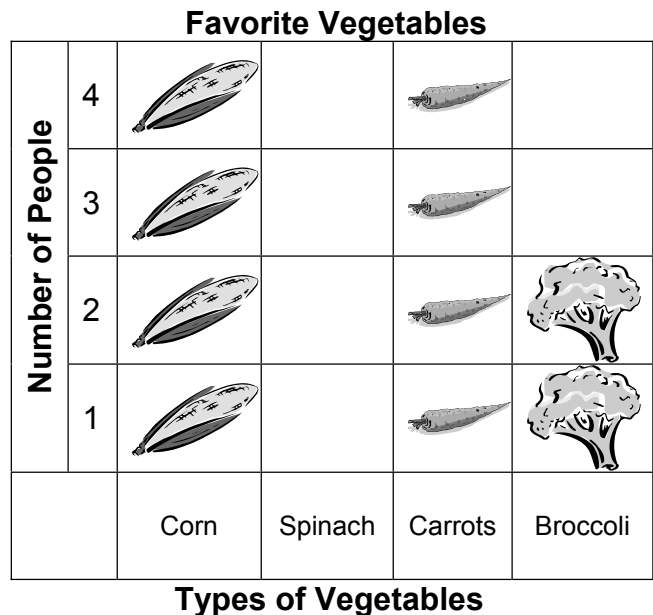 Favorite Vegetables
Number of People
4
3
2
1
Corn Spinach Carrots Broccoli
Types of Vegetables